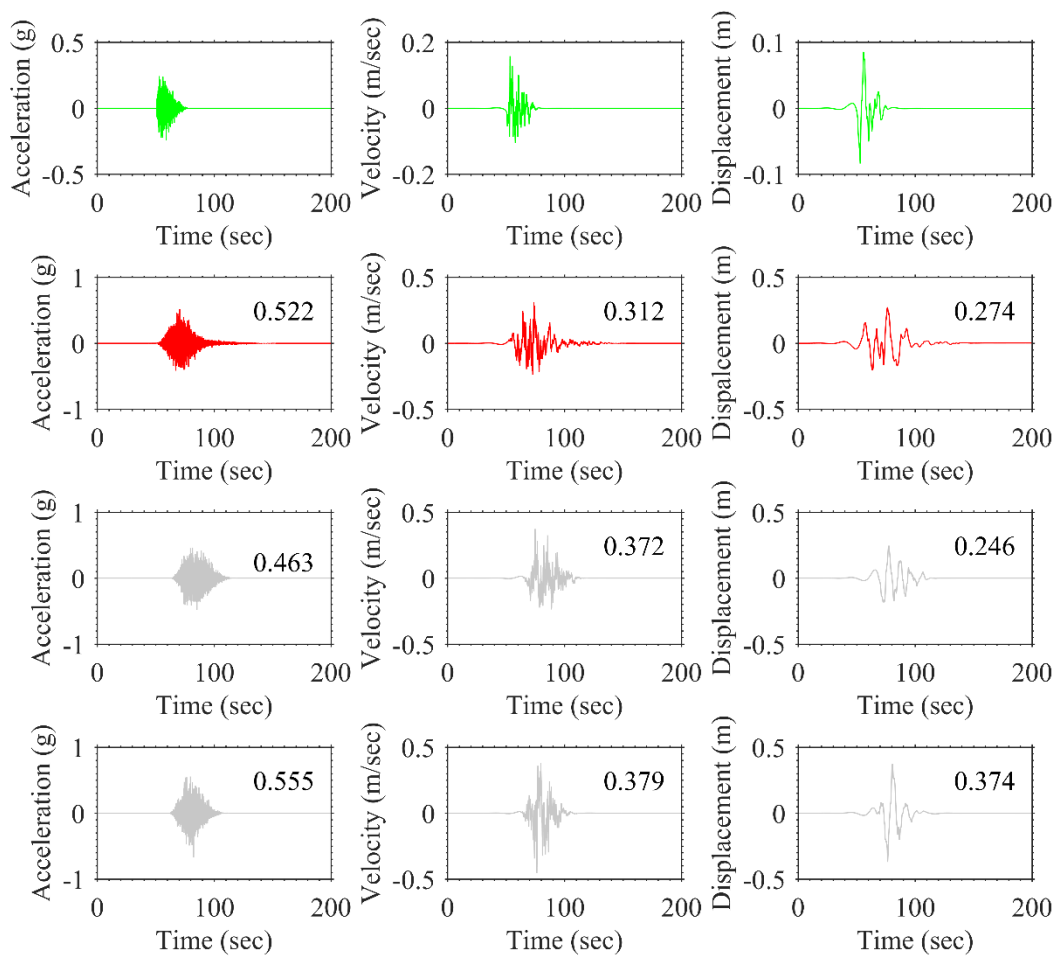 Acceleration (g)
0.5
0
-0.5
0 100 200
Time (sec)
Velocity (m/sec)
0.2
0
-0.2
0 100 200
Time (sec)
Displacement (m)
0.1
0
-0.1
0 100 200
Time (sec)
Acceleration (g)
1
0
-1
0.522
0 100 200
Time (sec)
Velocity (m/sec)
0.5
0
-0.5
0.312
0 100 200
Time (sec)
Dispalcement (m)
0.5
0
-0.5
0.274
0 100 200
Time (sec)
Acceleration (g)
1
0
-1
0.463
0 100 200
Time (sec)
Velocity (m/sec)
0.5
0
-0.5
0.372
0 100 200
Time (sec)
Displacement (m)
0.5
0
-0.5
0.246
0 100 200
Time (sec)
Acceleration (g)
1
0
-1
0.555
0 100 200
Time (sec)
Velocity (m/sec)
0.5
0
-0.5
0.379
0 100 200
Time (sec)
Displacement (m)
0.5
0
-0.5
0.374
0 100 200
Time (sec)